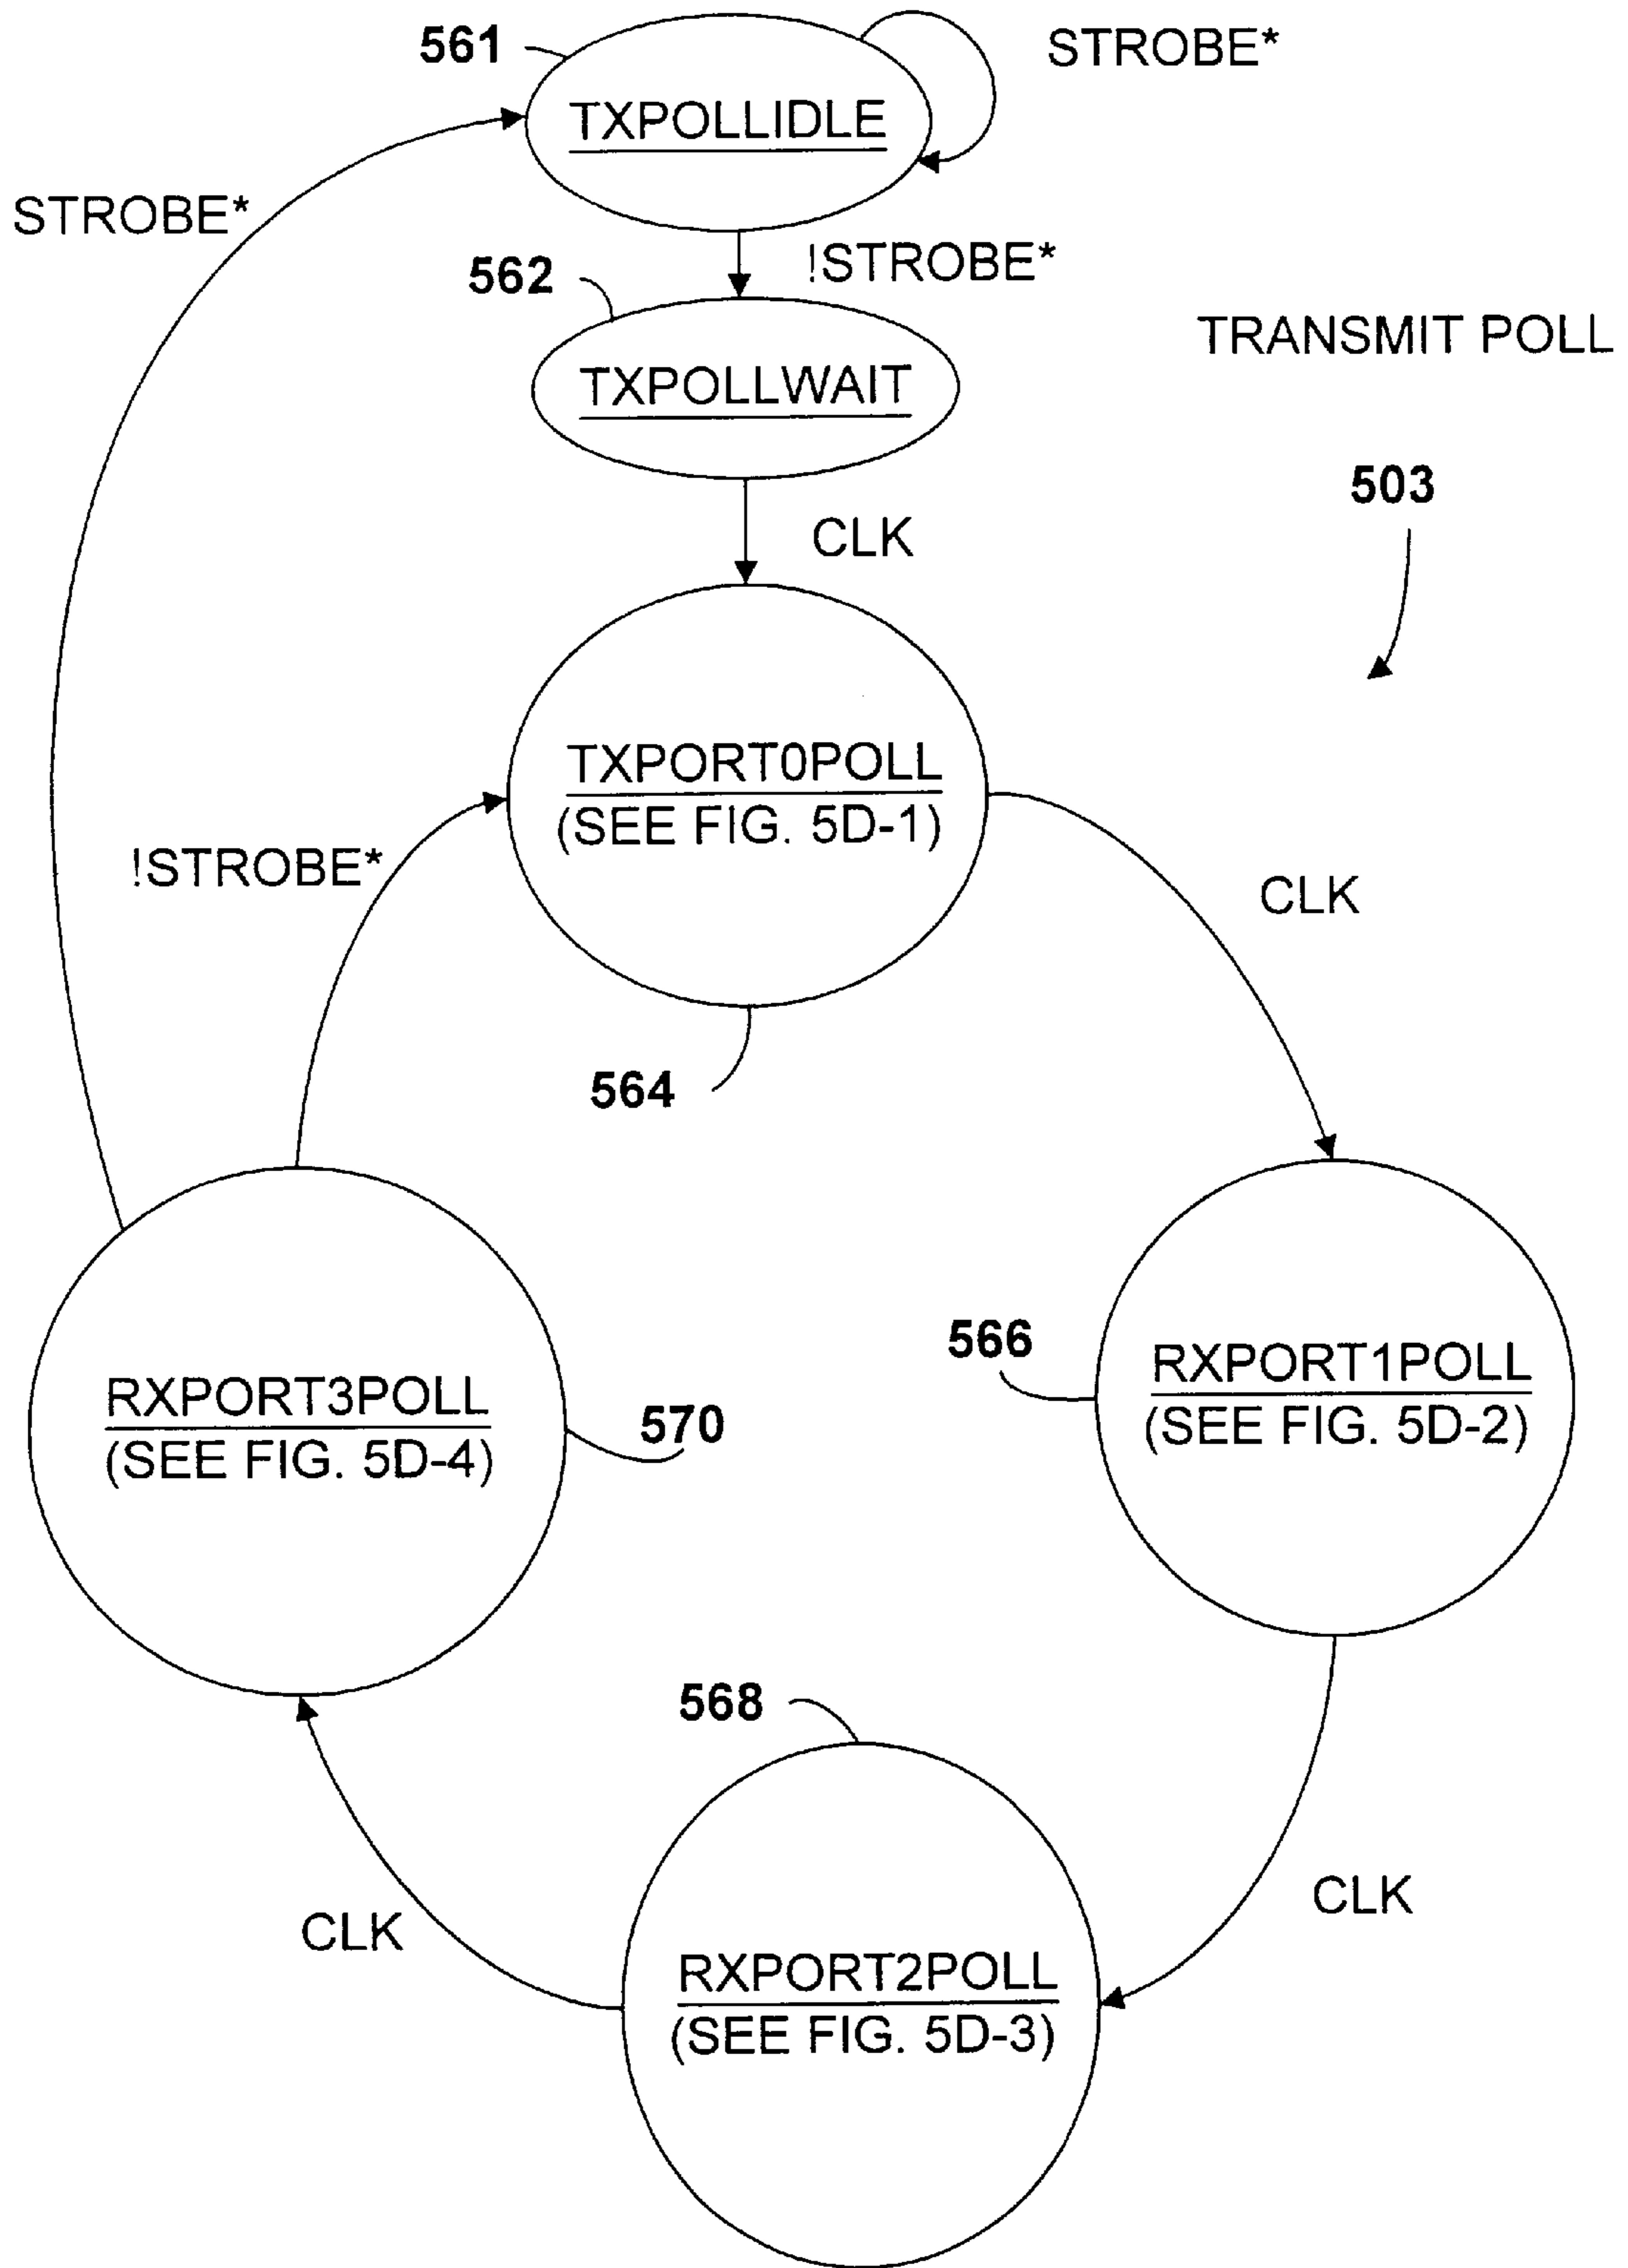 561
STROBE*
TXPOLLIDLE
STROBE*
!STROBE*
562
TRANSMIT POLL
TXPOLLWAIT
503
CLK
TXPORT0POLL
(SEE FIG. 5D-1)
!STROBE*
CLK
564
566
RXPORT1POLL
(SEE FIG. 5D-2)
RXPORT3POLL
(SEE FIG. 5D-4)
570
568
CLK
CLK
RXPORT2POLL
(SEE FIG. 5D-3)